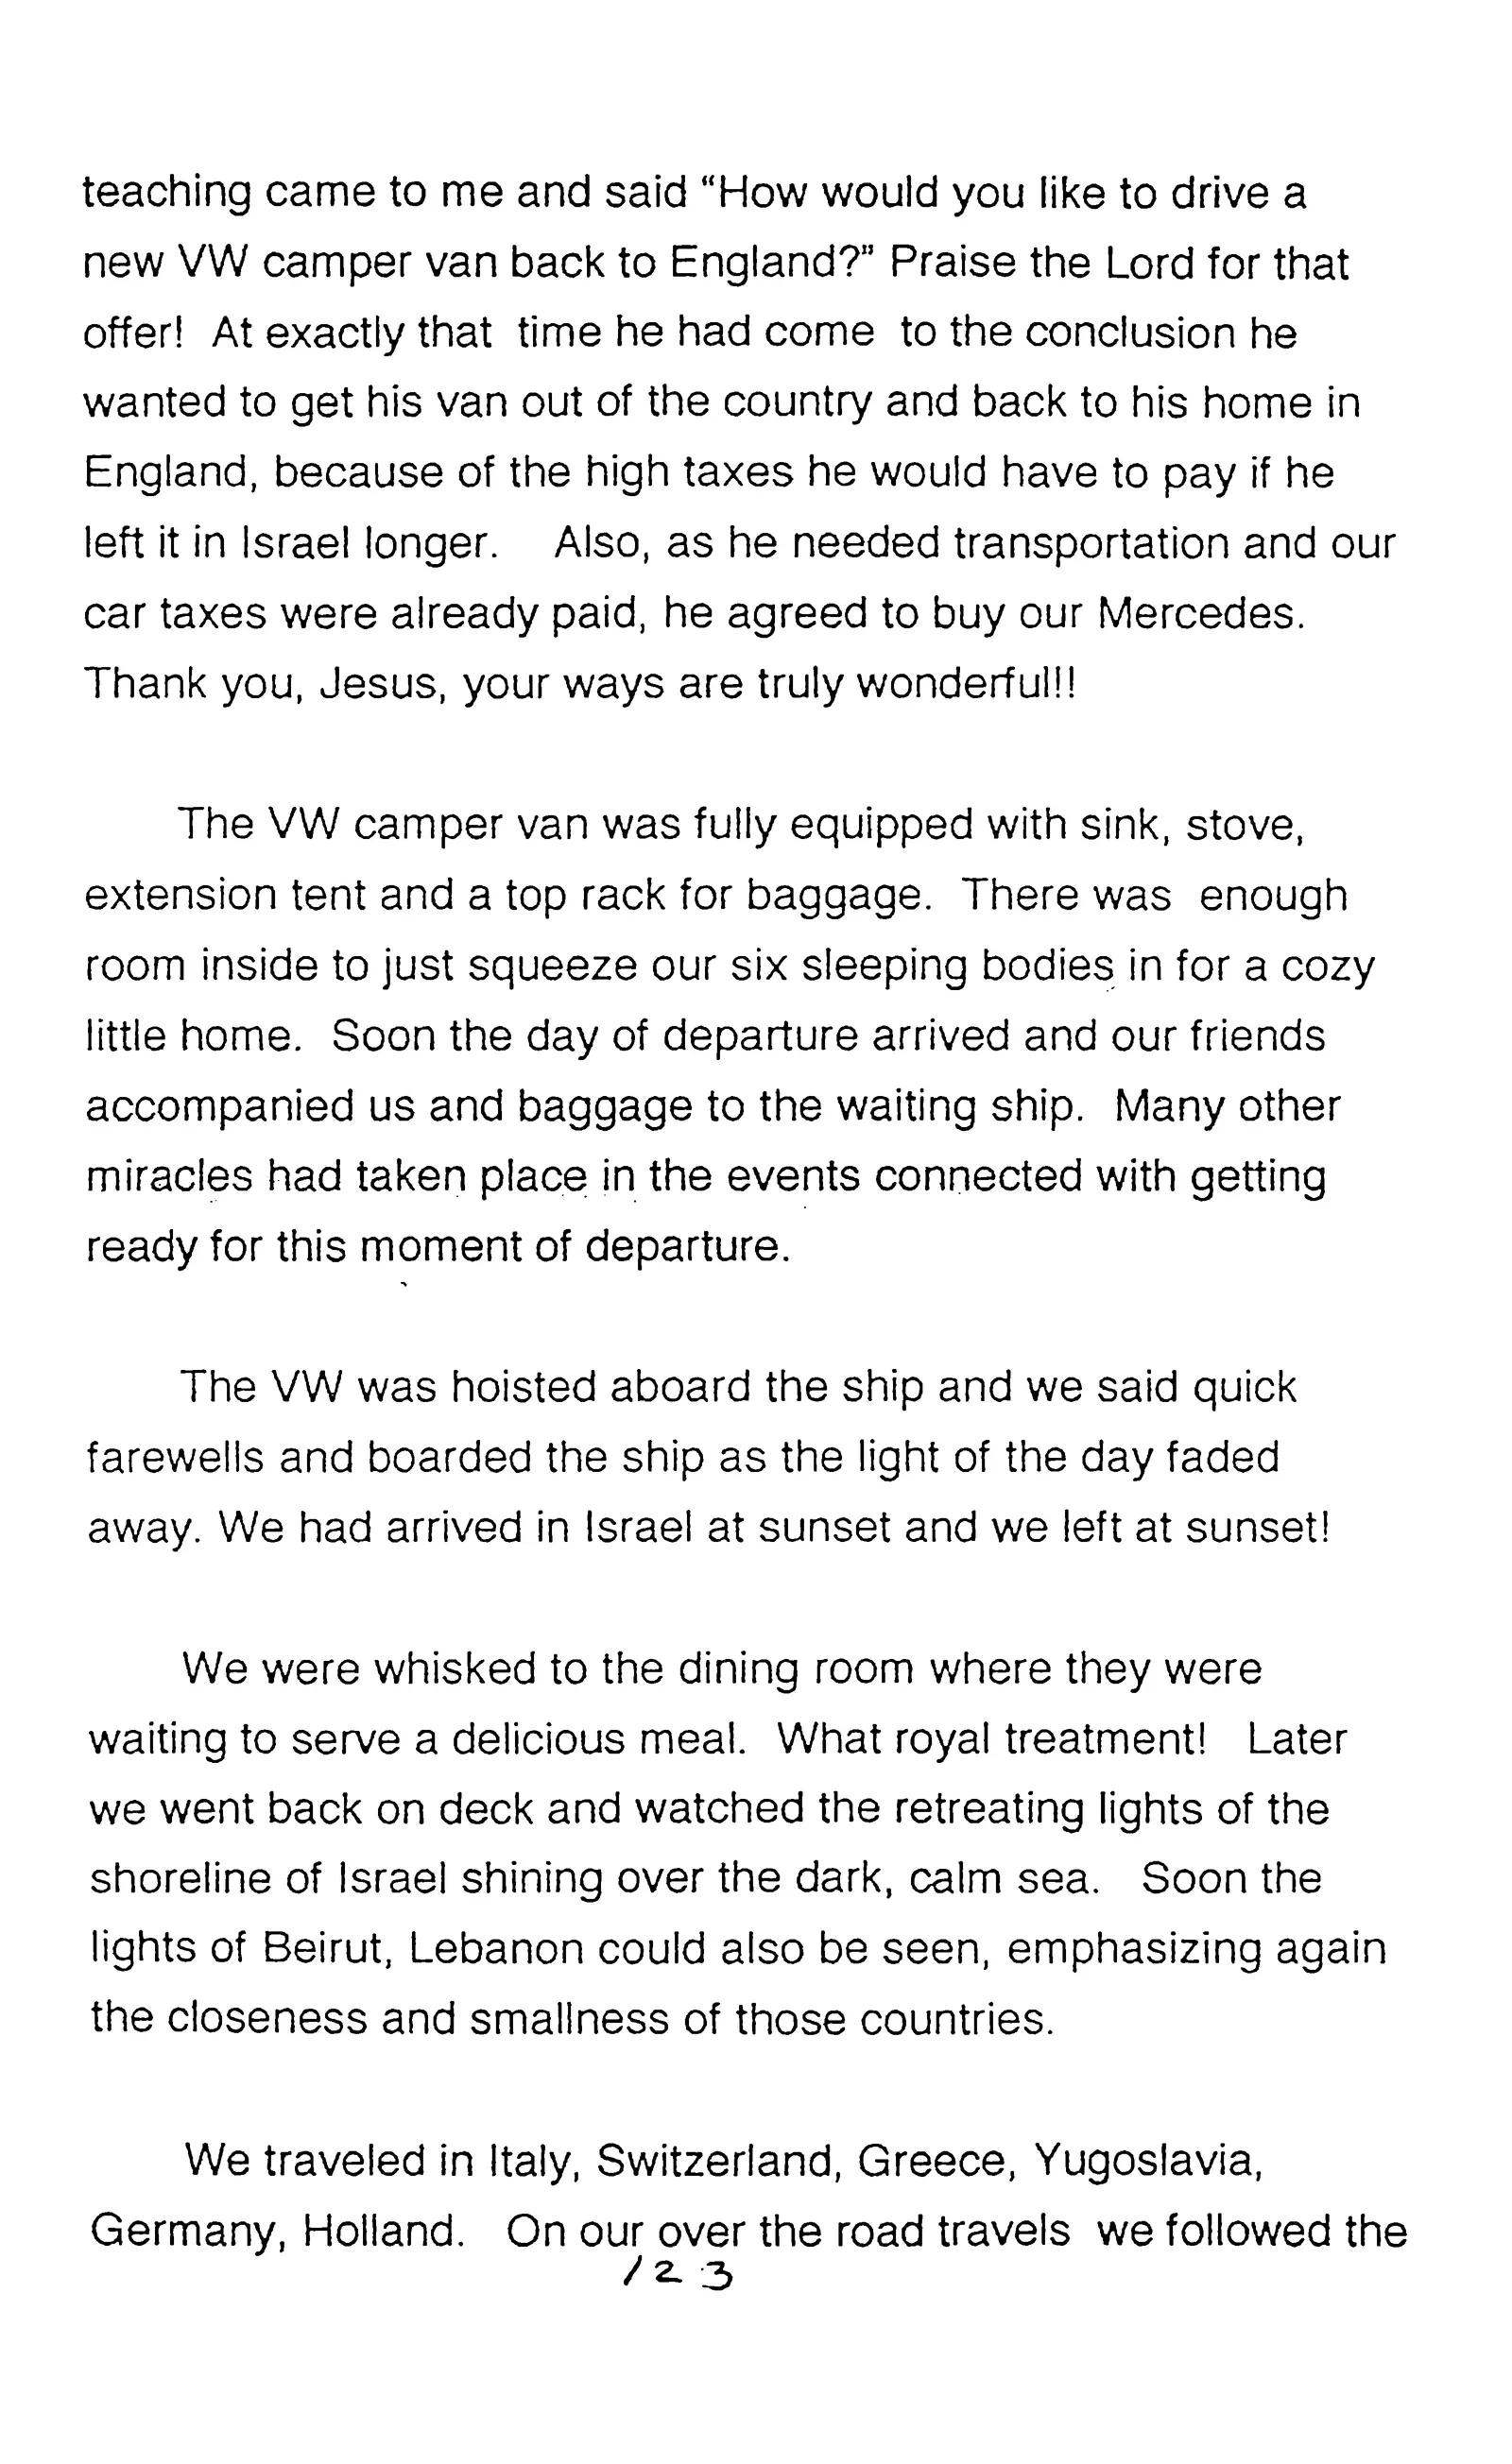 teaching came to me and said “How would you like to drive a
new VW camper van back to England?” Praise the Lord for that
offer! At exactly that time he had come to the conclusion he
wanted to get his van out of the country and back to his home in
England, because of the high taxes he would have to pay if he
left it in Israel longer. Also, as he needed transportation and our
car taxes were already paid, he agreed to buy our Mercedes.
Thank you, Jesus, your ways are truly wonderful!!
The VW camper van was fully equipped with sink, stove,
extension tent and a top rack for baggage. There was enough
room inside to just squeeze our six sleeping bodies in for a cozy
little home. Soon the day of departure arrived and our friends
accompanied us and baggage to the waiting ship. Many other
miracles had taken place in the events connected with getting
ready for this moment of departure.
The VW was hoisted aboard the ship and we said quick
farewells and boarded the ship as the light of the day faded
away. We had arrived in Israel at sunset and we left at sunset!
We were whisked to the dining room where they were
waiting to serve a delicious meal. What royal treatment! Later
we went back on deck and watched the retreating lights of the
shoreline of Israel shining over the dark, calm sea. Soon the
lights of Beirut, Lebanon could also be seen, emphasizing again
the closeness and smallness of those countries.
We traveled in Italy, Switzerland, Greece, Yugoslavia,
Germany, Holland. On our over the road travels we followed the
123